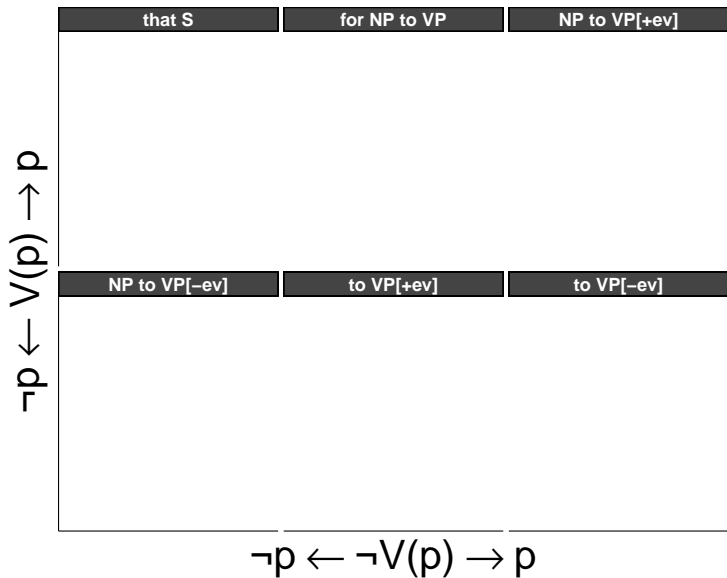 that S
for NP to VP
NP to VP[+ev]
NP to VP[−ev]
to VP[+ev]
to VP[−ev]
¬p ← V(p) → p
¬p ← ¬V(p) → p